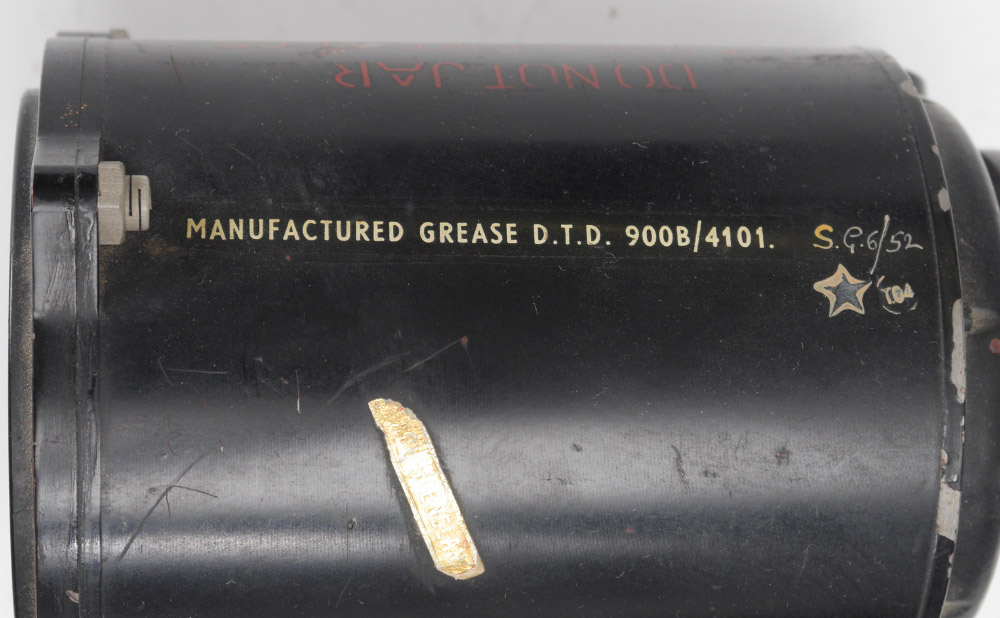 DO NOT JAR
MANUFACTURED GREASE D.T.D. 900B/4101. S.G.6/52